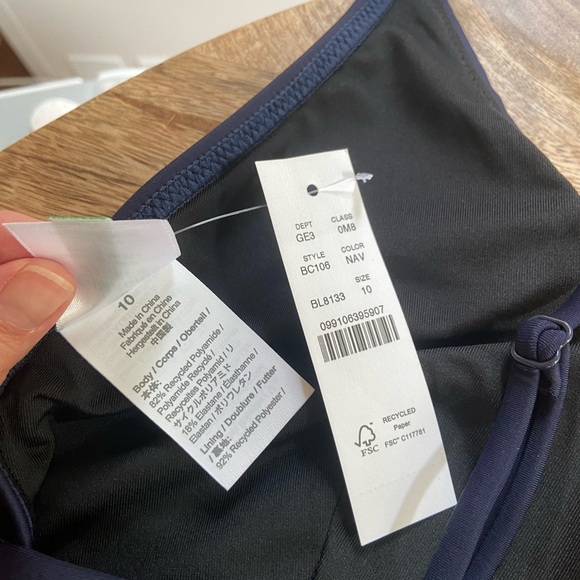 10
Made in China
Fabriqué en Chine
Hergestellt in China
中国製
Body / Corps / Oberteil /
本体:
82% Recycled Polyamide /
Polyamide Recyclé /
Recyceltes Polyamid / リ
サイクルポリアミド
18% Elastane / Élasthanne /
Elastan / ポリウレタン
Lining / Doublure / Futter
/ 裏地:
92% Recycled Polyester /
DEPT CLASS
GE3 0M8
STYLE COLOR
BC106 NAV
SIZE
BL8133 10
099106395907
RECYCLED
Paper
FSC® C117781
FSC